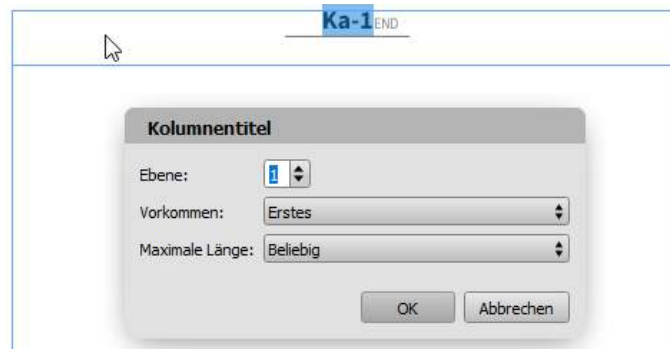 Ka-1END
Kolumnentitel
Ebene: 1
Vorkommen: Erstes
Maximale Länge: Beliebig
OK Abbrechen